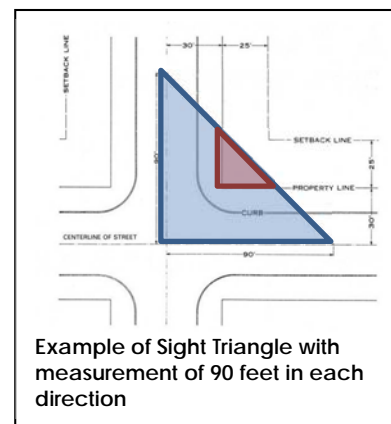 30'
25'
SETBACK LINE
SETBACK LINE
90'
25'
PROPERTY LINE
CURB
30'
CENTERLINE OF STREET
90'
Example of Sight Triangle with
measurement of 90 feet in each
direction